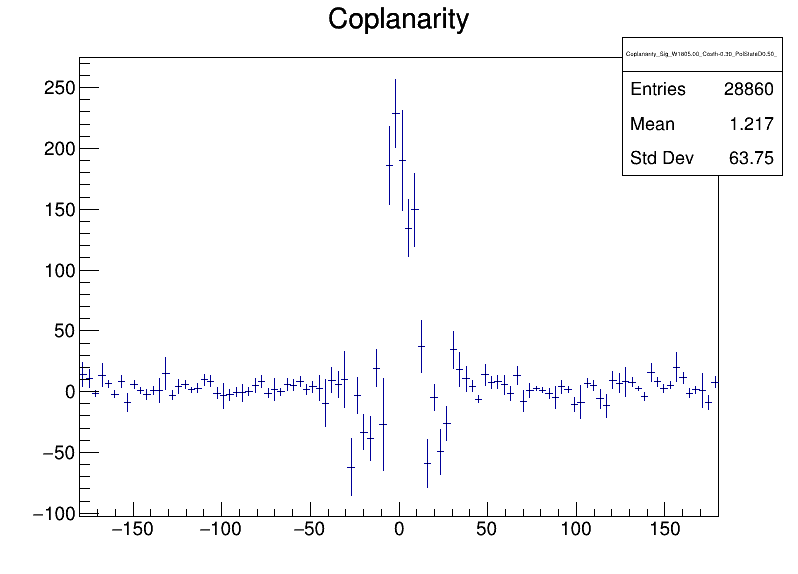 Coplanarity
Coplanarity_Sig_W1805.00_Costh-0.30_PolStateD0.50_
Entries 28860
Mean 1.217
Std Dev 63.75
250
200
150
100
50
0
−50
−100
−150 −100 −50 0 50 100 150